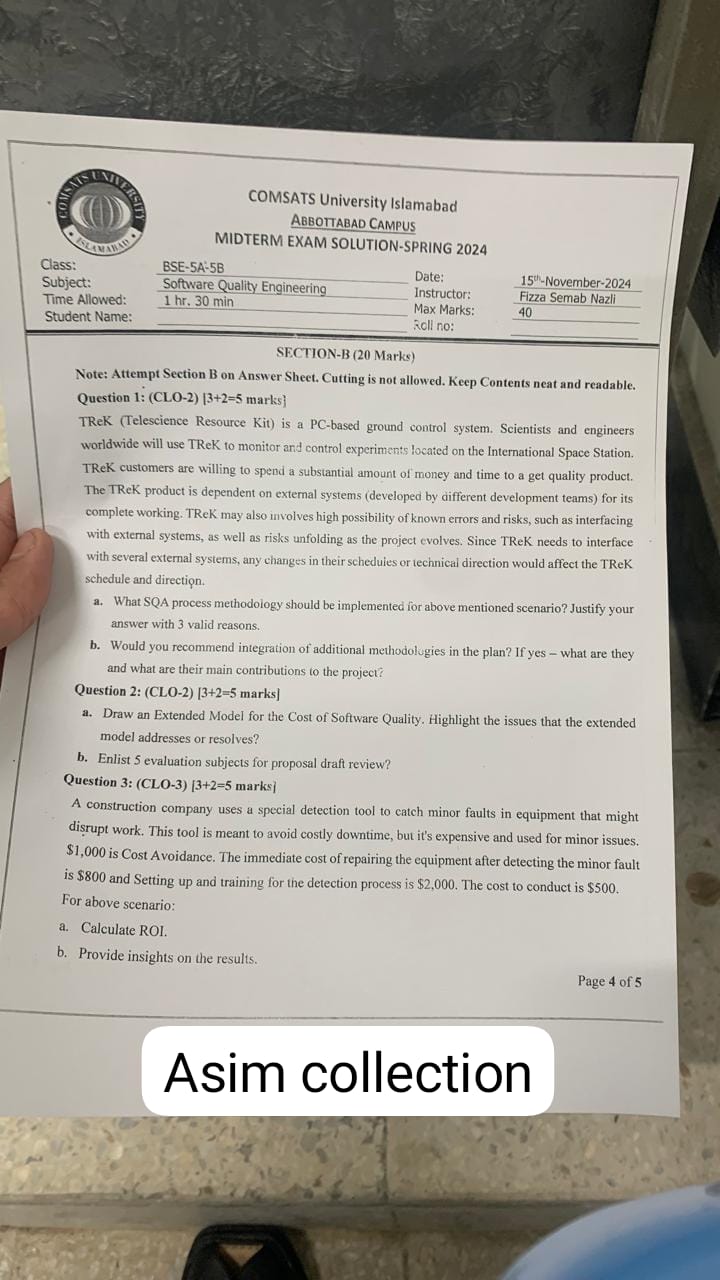 COMSATS UNIVERSITY
ISLAMABAD
COMSATS University Islamabad
ABBOTTABAD CAMPUS
MIDTERM EXAM SOLUTION-SPRING 2024
Class: BSE-5A-5B Date: 15th-November-2024
Subject: Software Quality Engineering Instructor: Fizza Semab Nazli
Time Allowed: 1 hr. 30 min Max Marks: 40
Student Name: Roll no:
SECTION-B (20 Marks)
Note: Attempt Section B on Answer Sheet. Cutting is not allowed. Keep Contents neat and readable.
Question 1: (CLO-2) [3+2=5 marks]
TReK (Telescience Resource Kit) is a PC-based ground control system. Scientists and engineers
worldwide will use TReK to monitor and control experiments located on the International Space Station.
TReK customers are willing to spend a substantial amount of money and time to a get quality product.
The TReK product is dependent on external systems (developed by different development teams) for its
complete working. TReK may also involves high possibility of known errors and risks, such as interfacing
with external systems, as well as risks unfolding as the project evolves. Since TReK needs to interface
with several external systems, any changes in their schedules or technical direction would affect the TReK
schedule and direction.
a. What SQA process methodology should be implemented for above mentioned scenario? Justify your
answer with 3 valid reasons.
b. Would you recommend integration of additional methodologies in the plan? If yes – what are they
and what are their main contributions to the project?
Question 2: (CLO-2) [3+2=5 marks]
a. Draw an Extended Model for the Cost of Software Quality. Highlight the issues that the extended
model addresses or resolves?
b. Enlist 5 evaluation subjects for proposal draft review?
Question 3: (CLO-3) [3+2=5 marks]
A construction company uses a special detection tool to catch minor faults in equipment that might
disrupt work. This tool is meant to avoid costly downtime, but it's expensive and used for minor issues.
$1,000 is Cost Avoidance. The immediate cost of repairing the equipment after detecting the minor fault
is $800 and Setting up and training for the detection process is $2,000. The cost to conduct is $500.
For above scenario:
a. Calculate ROI.
b. Provide insights on the results.
Page 4 of 5
Asim collection